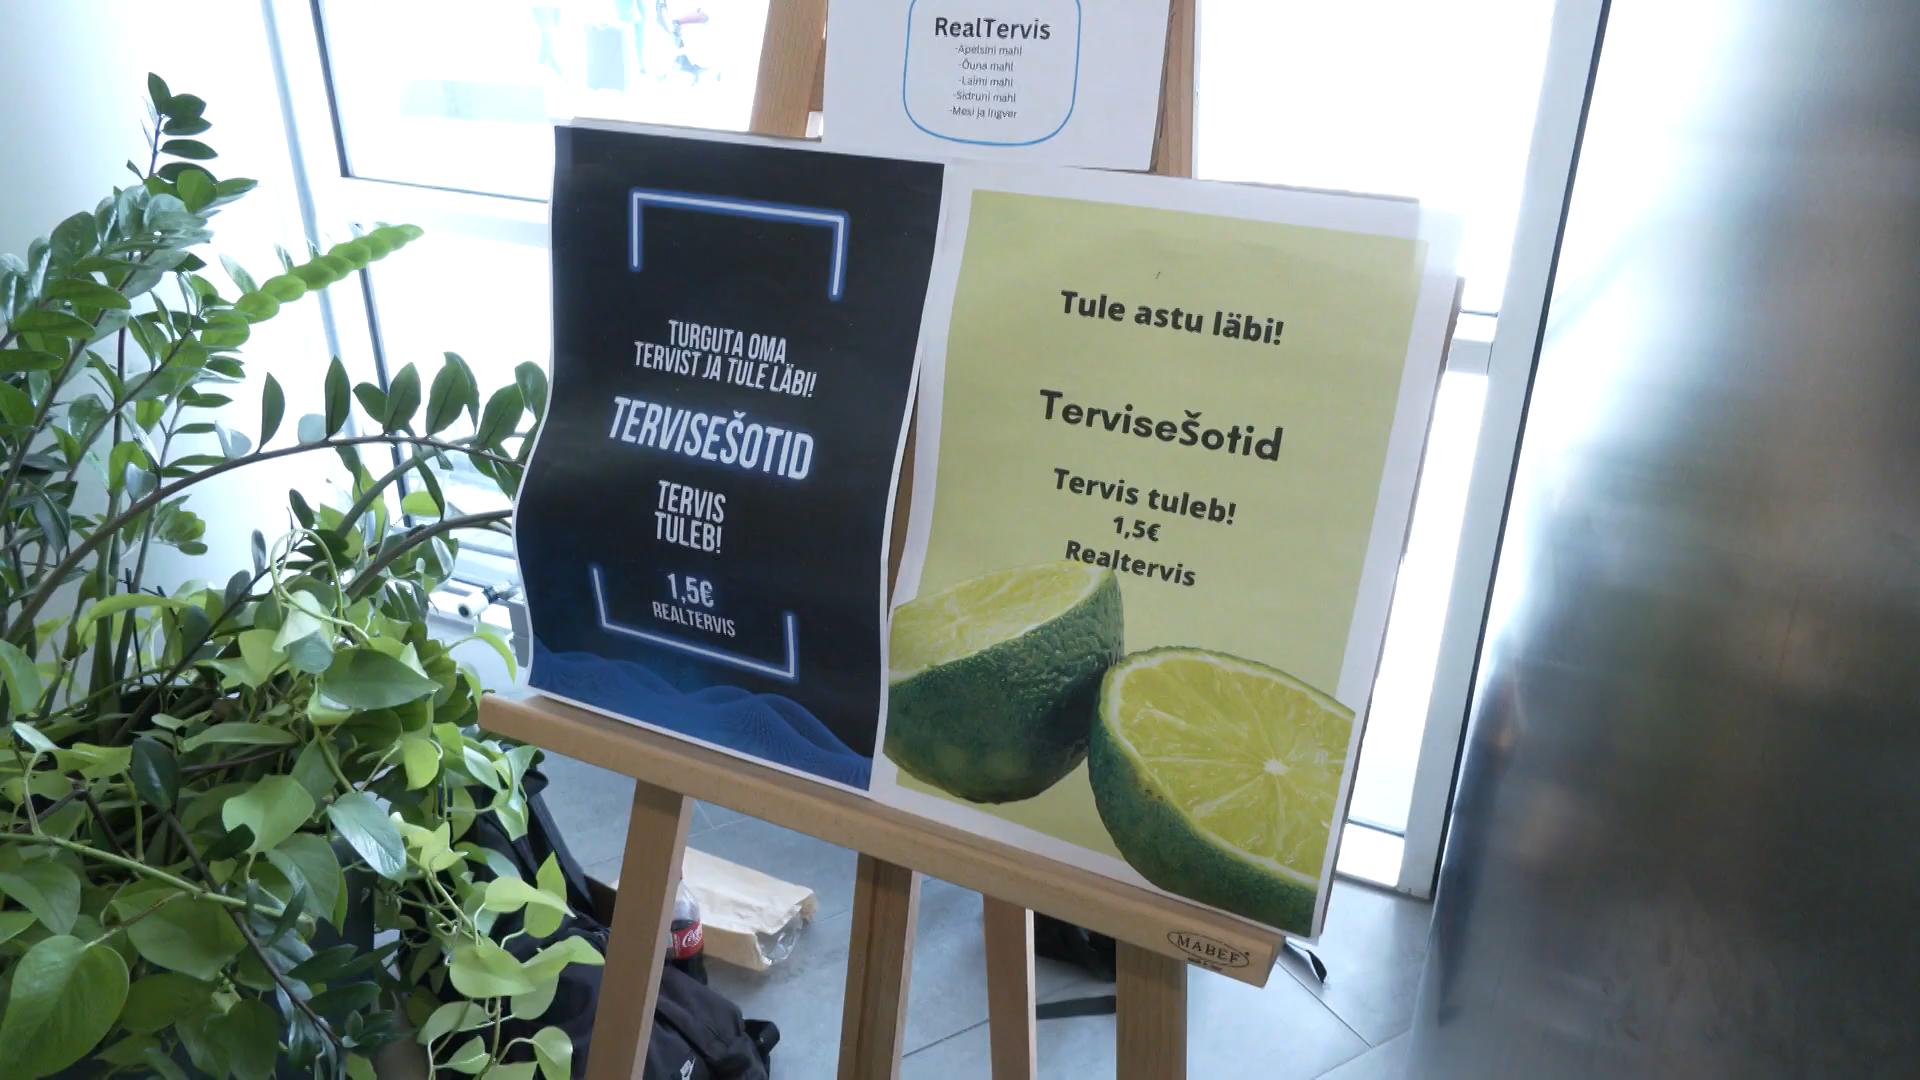 RealTervis
-Apelsini mahl
-Õuna mahl
-Laimi mahl
-Sidruni mahl
-Mesi ja ingver
TURGUTA OMA
TERVIST JA TULE LÄBI!
TERVISEŠOTID
TERVIS
TULEB!
1,5€
REALTERVIS
Tule astu läbi!
TerviseŠotid
Tervis tuleb!
1,5€
Realtervis
MABEF